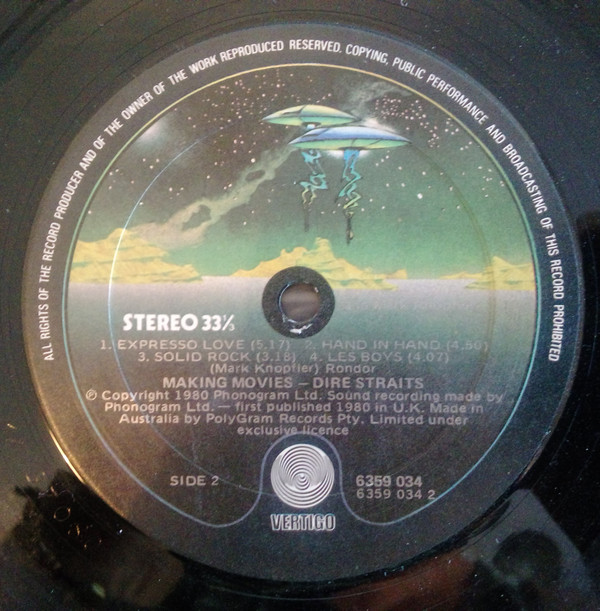 ALL RIGHTS OF THE RECORD PRODUCER AND OF THE OWNER OF THE WORK REPRODUCED RESERVED. COPYING, PUBLIC PERFORMANCE AND BROADCASTING OF THIS RECORD PROHIBITED
STEREO 33⅓
1. EXPRESSO LOVE (5.17) 2. HAND IN HAND (4.50)
3. SOLID ROCK (3.18) 4. LES BOYS (4.07)
(Mark Knopfler) Rondor
MAKING MOVIES – DIRE STRAITS
℗ Copyright 1980 Phonogram Ltd. Sound recording made by
Phonogram Ltd. — first published 1980 in U.K. Made in
Australia by PolyGram Records Pty. Limited under
exclusive licence
SIDE 2 6359 034
6359 034 2
VERTIGO